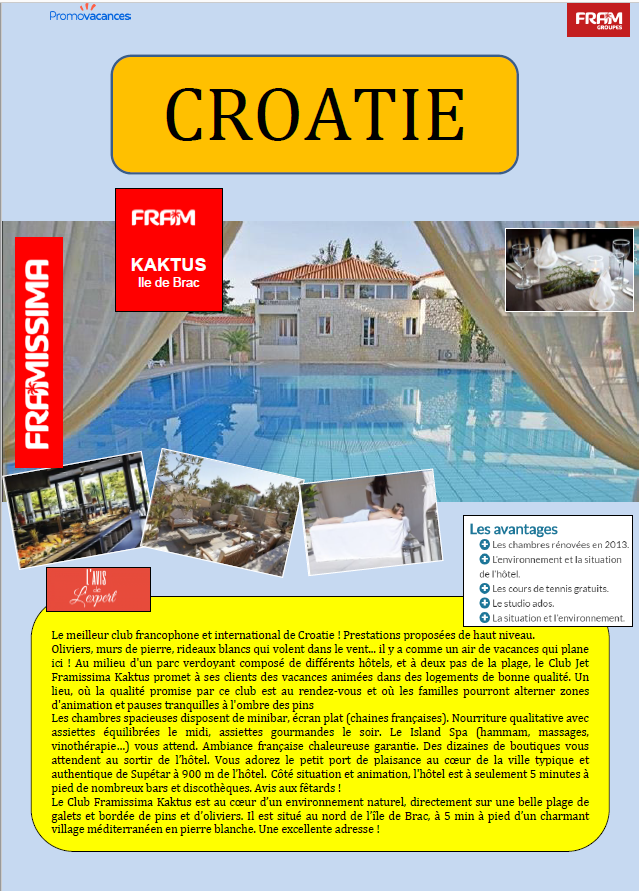 Promovacances
FRAM
GROUPES
CROATIE
FRAM
KAKTUS
Ile de Brac
FRAMISSIMA
Les avantages
Les chambres rénovées en 2013.
L'environnement et la situation
de l'hôtel.
Les cours de tennis gratuits.
Le studio ados.
La situation et l'environnement.
L'AVIS
de
L'expert
Le meilleur club francophone et international de Croatie ! Prestations proposées de haut niveau.
Oliviers, murs de pierre, rideaux blancs qui volent dans le vent... il y a comme un air de vacances qui plane
ici ! Au milieu d'un parc verdoyant composé de différents hôtels, et à deux pas de la plage, le Club Jet
Framissima Kaktus promet à ses clients des vacances animées dans des logements de bonne qualité. Un
lieu, où la qualité promise par ce club est au rendez-vous et où les familles pourront alterner zones
d'animation et pauses tranquilles à l'ombre des pins
Les chambres spacieuses disposent de minibar, écran plat (chaines françaises). Nourriture qualitative avec
assiettes équilibrées le midi, assiettes gourmandes le soir. Le Island Spa (hammam, massages,
vinothérapie...) vous attend. Ambiance française chaleureuse garantie. Des dizaines de boutiques vous
attendent au sortir de l'hôtel. Vous adorez le petit port de plaisance au cœur de la ville typique et
authentique de Supétar à 900 m de l'hôtel. Côté situation et animation, l'hôtel est à seulement 5 minutes à
pied de nombreux bars et discothèques. Avis aux fêtards !
Le Club Framissima Kaktus est au cœur d'un environnement naturel, directement sur une belle plage de
galets et bordée de pins et d'oliviers. Il est situé au nord de l'île de Brac, à 5 min à pied d'un charmant
village méditerranéen en pierre blanche. Une excellente adresse !